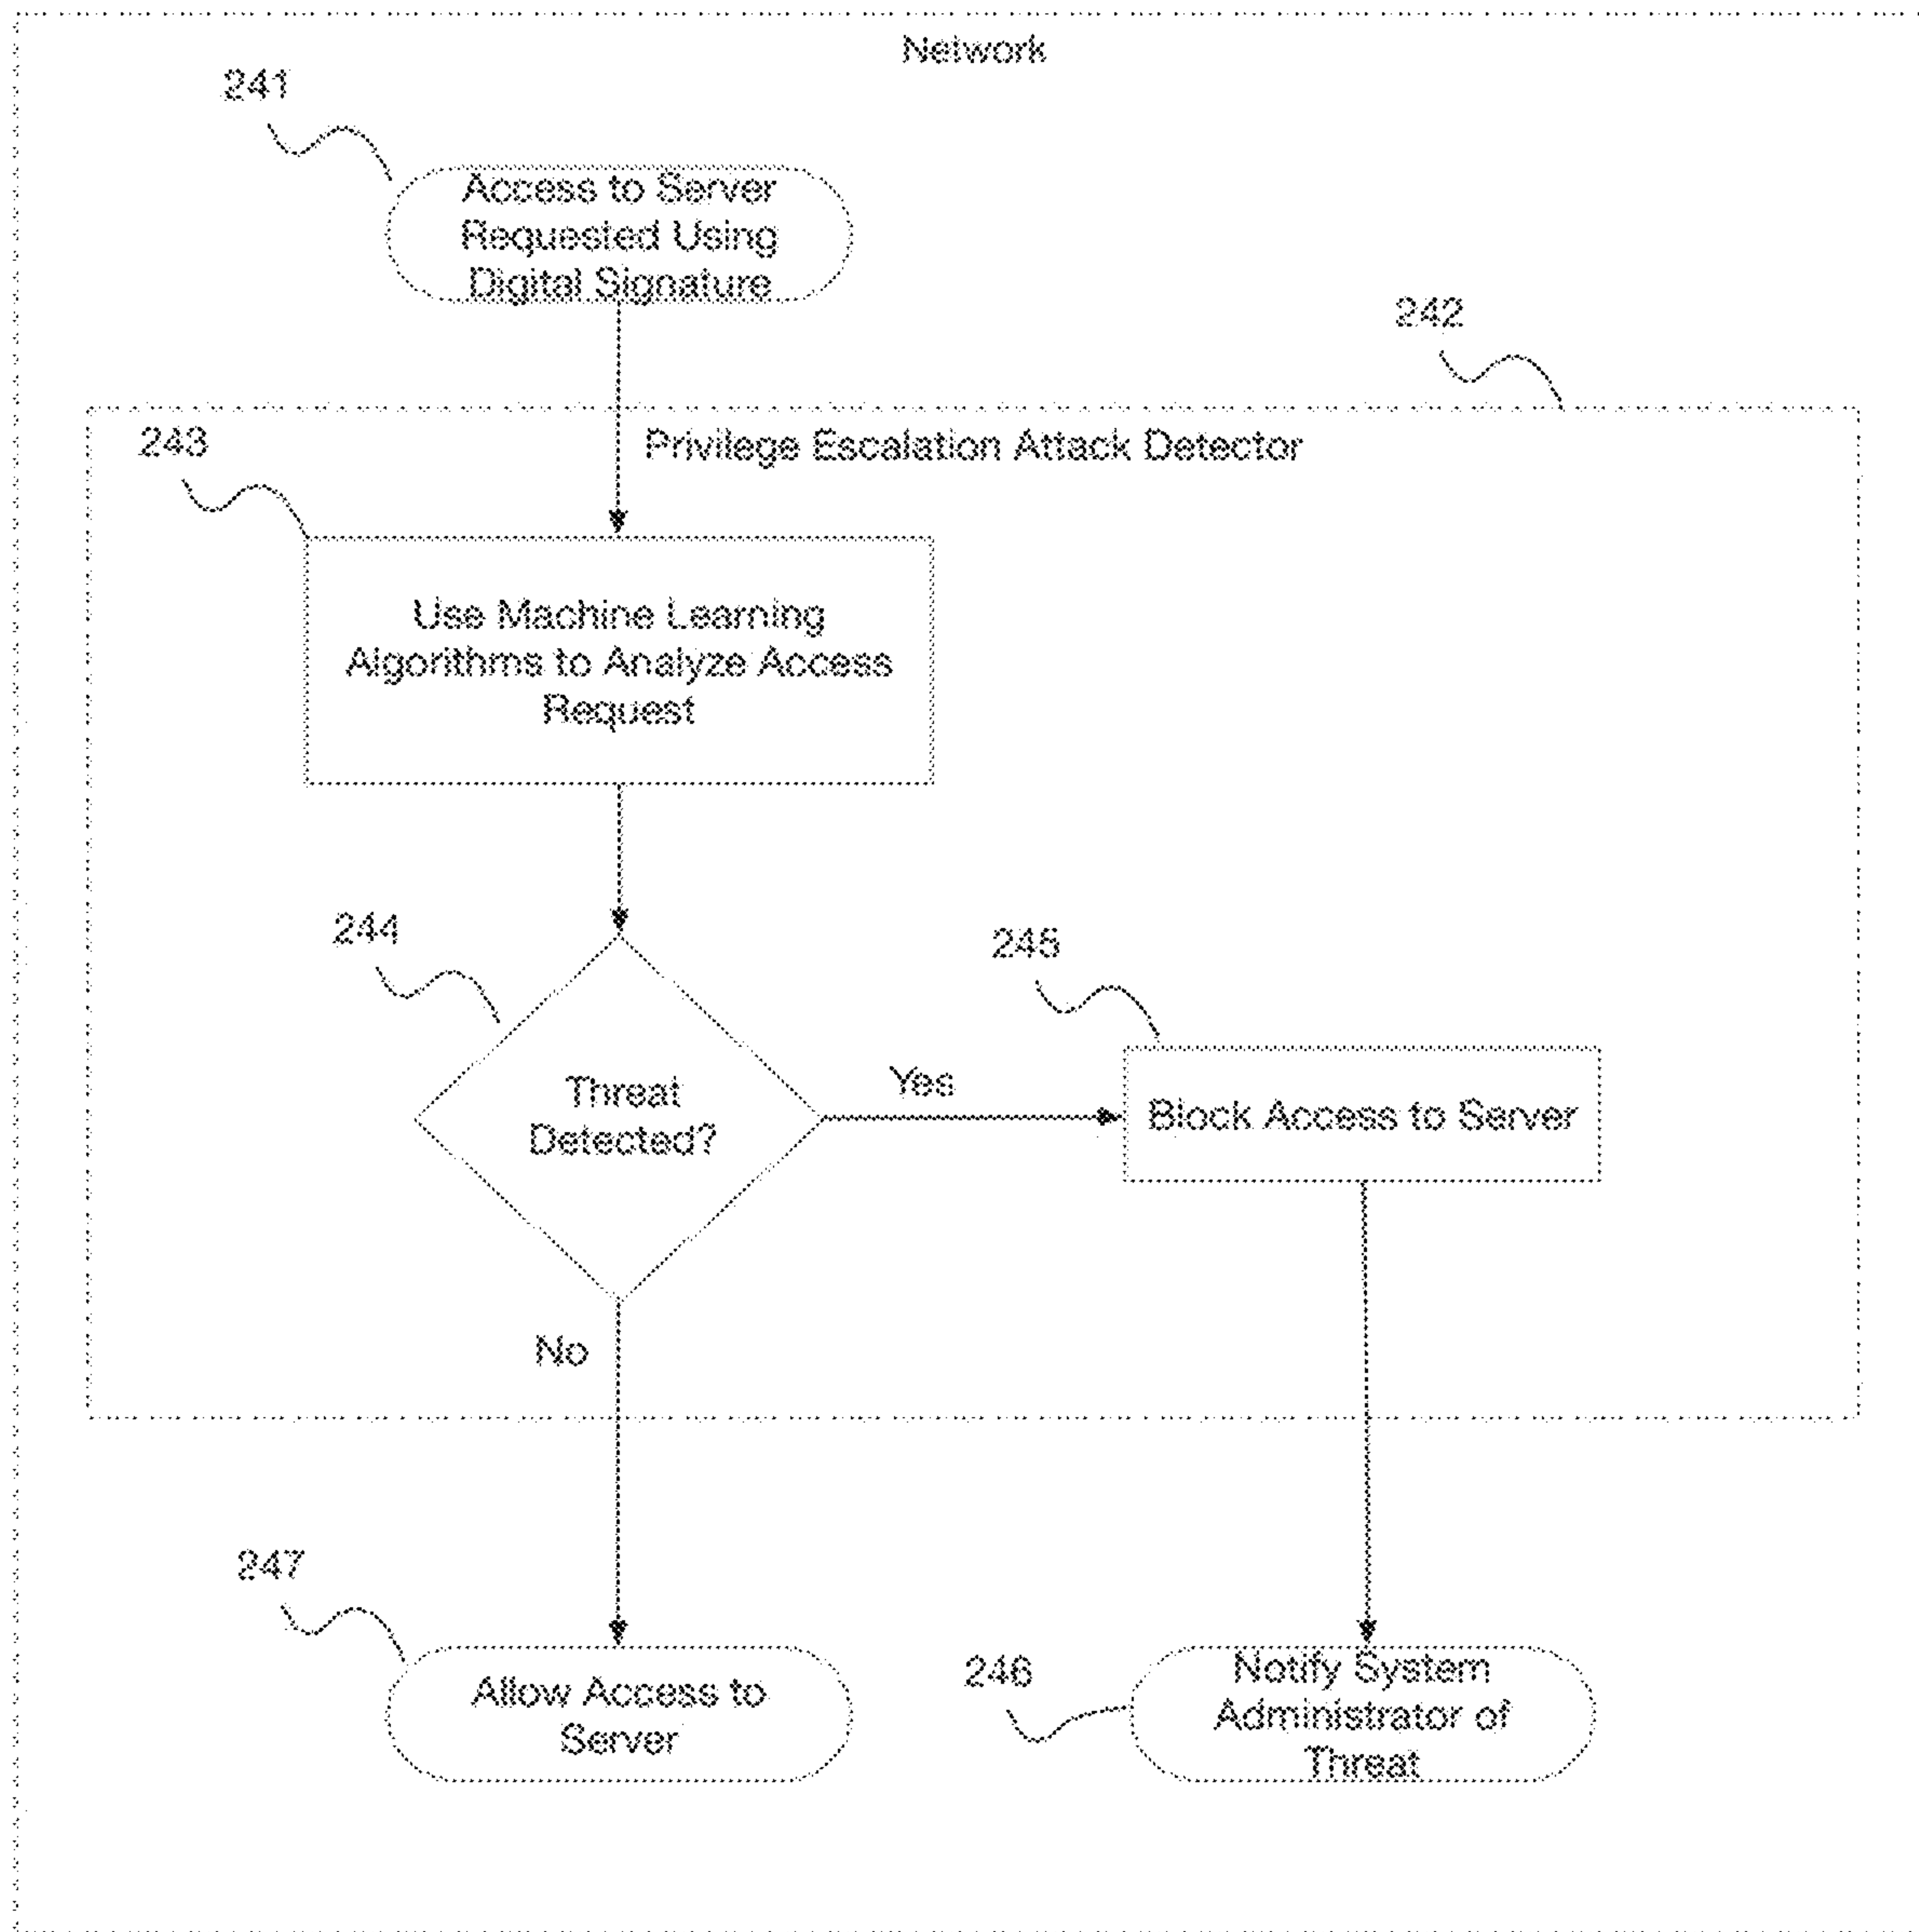 Network
241
Access to Server
Requested Using
Digital Signature
242
243
Privilege Escalation Attack Detector
Use Machine Learning
Algorithms to Analyze Access
Request
244
245
Threat
Detected?
Yes
Block Access to Server
No
247
Allow Access to
Server
246
Notify System
Administrator of
Threat